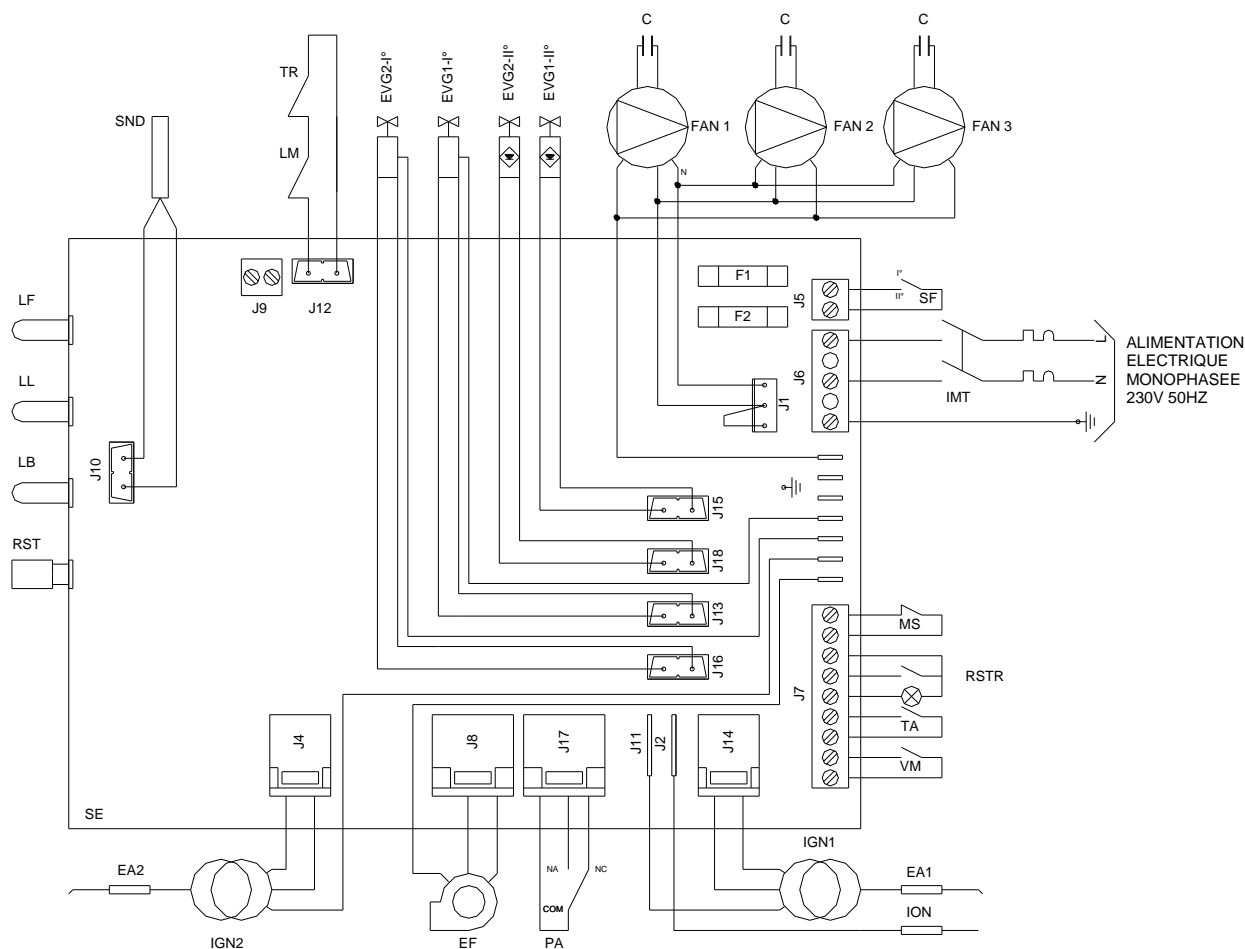 C
C
C
TR
EVG2-I°
EVG1-I°
EVG2-II°
EVG1-II°
SND
FAN 1
FAN 2
FAN 3
LM
N
LF
J9
J12
F1
F2
J5
I°
II°
SF
LL
J6
J1
IMT
L
N
ALIMENTATION
ELECTRIQUE
MONOPHASEE
230V 50HZ
LB
J10
J15
RST
J18
J13
J16
MS
RSTR
J7
TA
VM
J4
J8
J17
J11
J2
J14
SE
IGN1
EA2
NA
NC
COM
EA1
ION
IGN2
EF
PA